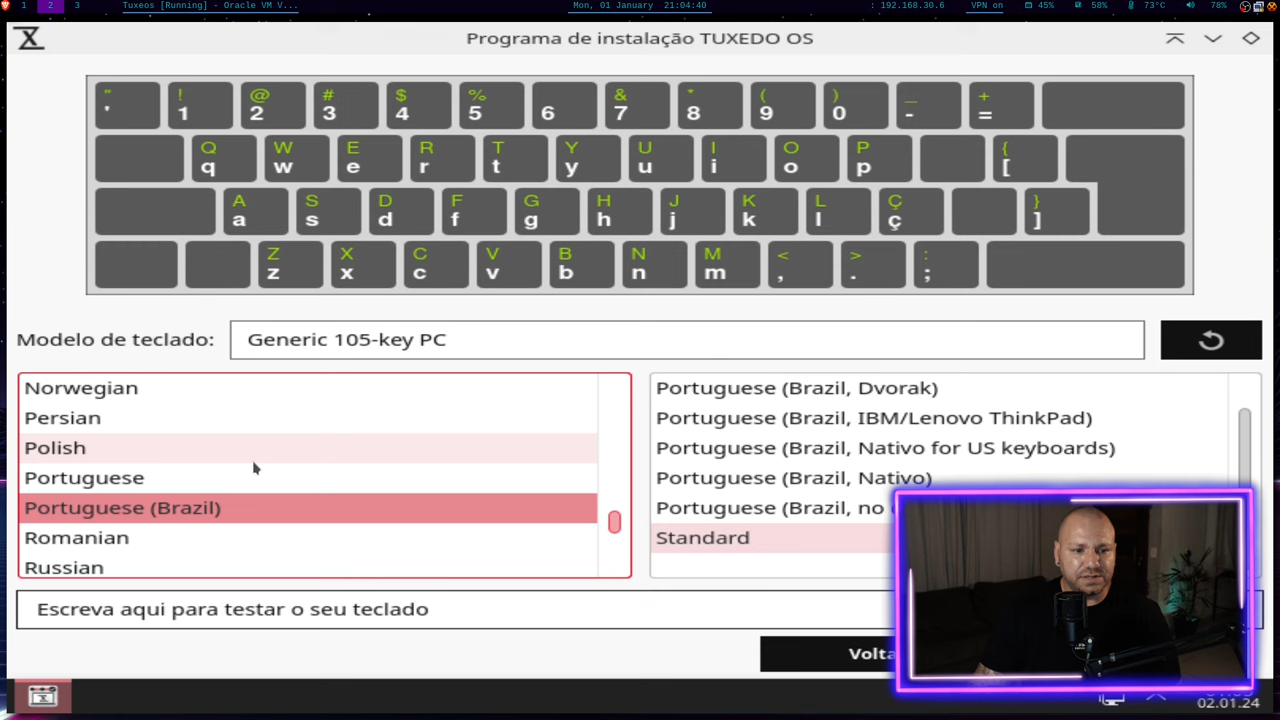 1 2 3 Tuxeos [Running] - Oracle VM V... Mon, 01 January 21:04:40 : 192.168.30.6 VPN on 45% 58% 73°C 78%
Programa de instalação TUXEDO OS
" ! @ # $ % & * ( ) _ +
' 1 2 3 4 5 6 7 8 9 0 - =
Q W E R T Y U I O P {
q w e r t y u i o p [
A S D F G H J K L Ç }
a s d f g h j k l ç ]
Z X C V B N M < > :
z x c v b n m , . ;
Modelo de teclado: Generic 105-key PC
Norwegian
Persian
Polish
Portuguese
Portuguese (Brazil)
Romanian
Russian
Portuguese (Brazil, Dvorak)
Portuguese (Brazil, IBM/Lenovo ThinkPad)
Portuguese (Brazil, Nativo for US keyboards)
Portuguese (Brazil, Nativo)
Portuguese (Brazil, no
Standard
Escreva aqui para testar o seu teclado
Volta
02.01.24